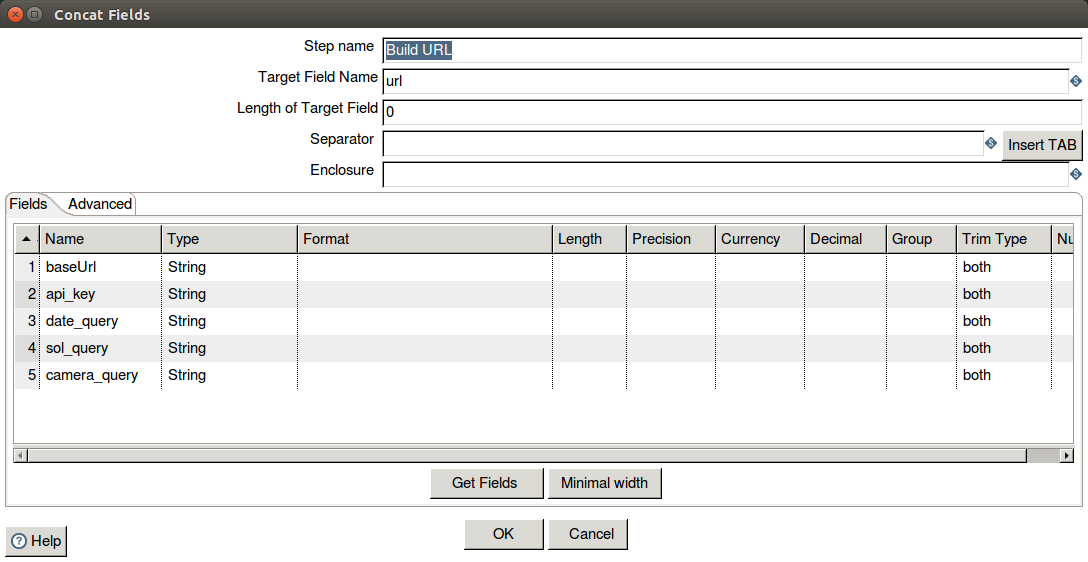 Concat Fields
Step name Build URL
Target Field Name url
Length of Target Field 0
Separator Insert TAB
Enclosure
Fields Advanced
Name Type Format Length Precision Currency Decimal Group Trim Type Nu
1 baseUrl String both
2 api_key String both
3 date_query String both
4 sol_query String both
5 camera_query String both
Get Fields Minimal width
Help OK Cancel